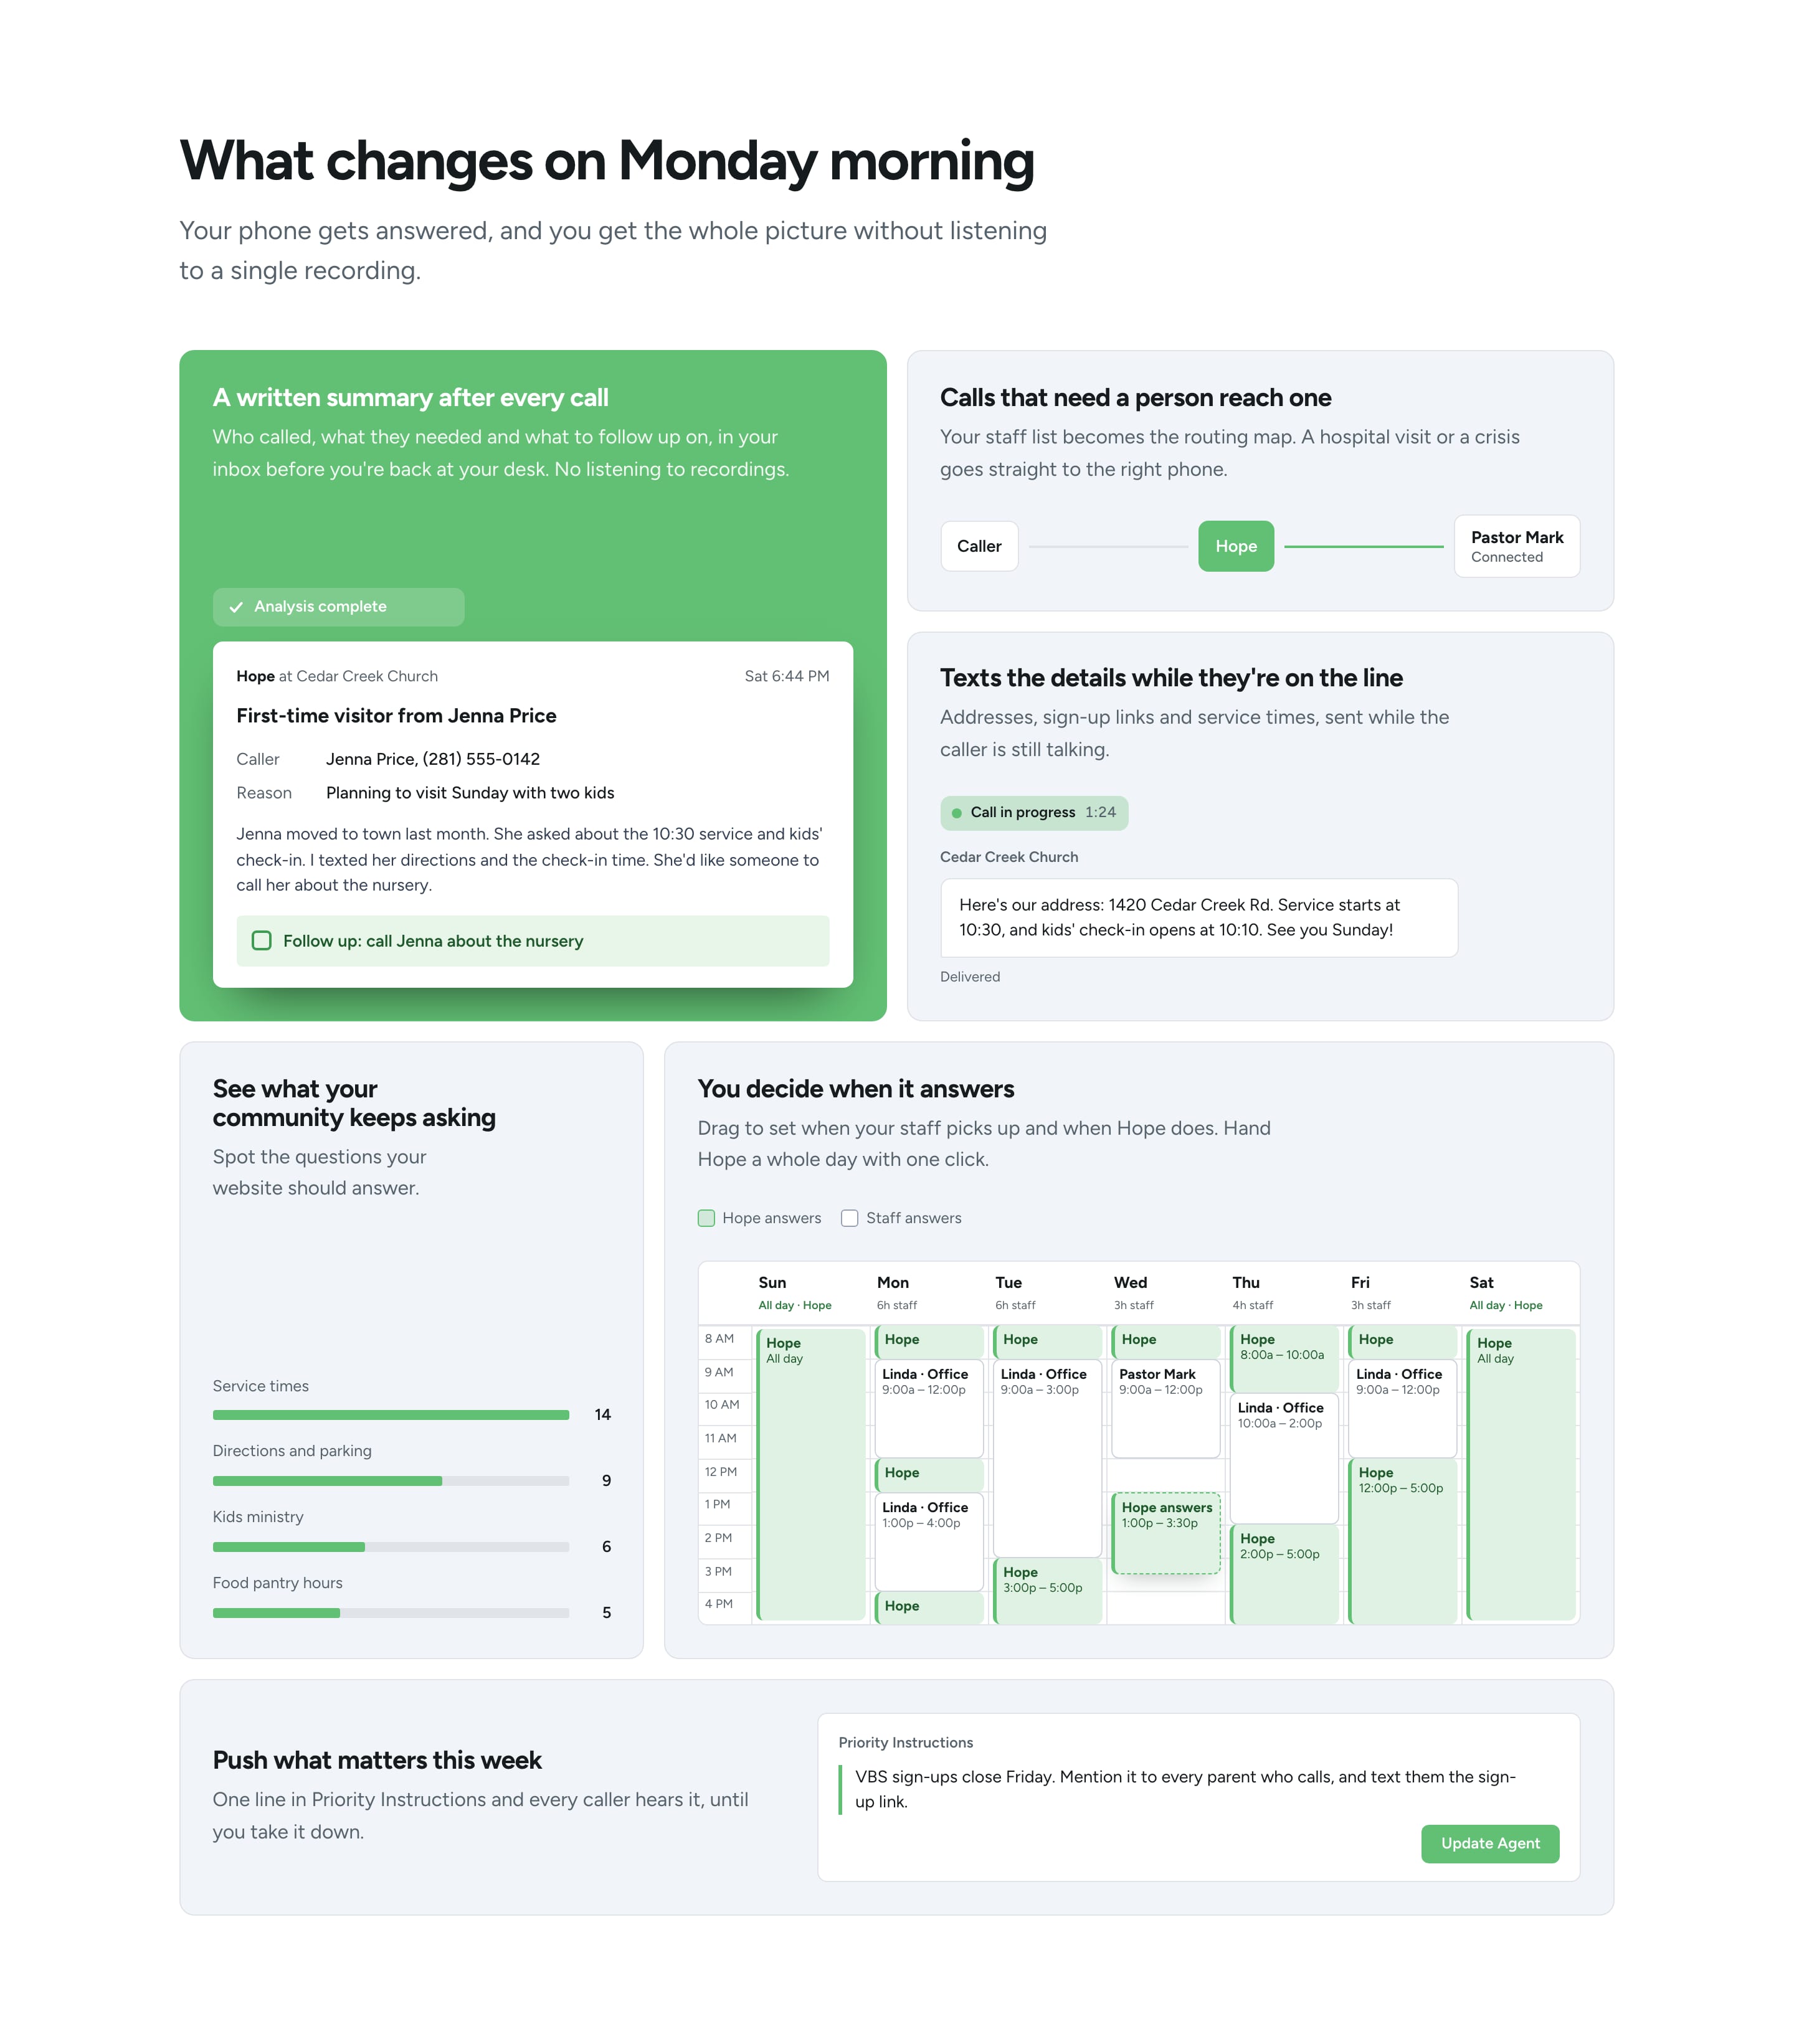 What changes on Monday morning
Your phone gets answered, and you get the whole picture without listening
to a single recording.
A written summary after every call
Who called, what they needed and what to follow up on, in your
inbox before you're back at your desk. No listening to recordings.
Analysis complete
Hope at Cedar Creek Church
Sat 6:44 PM
First-time visitor from Jenna Price
Caller Jenna Price, (281) 555-0142
Reason Planning to visit Sunday with two kids
Jenna moved to town last month. She asked about the 10:30 service and kids'
check-in. I texted her directions and the check-in time. She'd like someone to
call her about the nursery.
Follow up: call Jenna about the nursery
Calls that need a person reach one
Your staff list becomes the routing map. A hospital visit or a crisis
goes straight to the right phone.
Caller
Hope
Pastor Mark
Connected
Texts the details while they're on the line
Addresses, sign-up links and service times, sent while the
caller is still talking.
Call in progress 1:24
Cedar Creek Church
Here's our address: 1420 Cedar Creek Rd. Service starts at
10:30, and kids' check-in opens at 10:10. See you Sunday!
Delivered
See what your
community keeps asking
Spot the questions your
website should answer.
Service times
14
Directions and parking
9
Kids ministry
6
Food pantry hours
5
You decide when it answers
Drag to set when your staff picks up and when Hope does. Hand
Hope a whole day with one click.
Hope answers
Staff answers
Sun Mon Tue Wed Thu Fri Sat
All day · Hope 6h staff 6h staff 3h staff 4h staff 3h staff All day · Hope
8 AM
9 AM
10 AM
11 AM
12 PM
1 PM
2 PM
3 PM
4 PM
Hope
All day
Hope
Linda · Office
9:00a – 12:00p
Hope
Linda · Office
1:00p – 4:00p
Hope
Hope
Linda · Office
9:00a – 3:00p
Hope
3:00p – 5:00p
Hope
Pastor Mark
9:00a – 12:00p
Hope answers
1:00p – 3:30p
Hope
8:00a – 10:00a
Linda · Office
10:00a – 2:00p
Hope
2:00p – 5:00p
Hope
Linda · Office
9:00a – 12:00p
Hope
12:00p – 5:00p
Hope
All day
Push what matters this week
One line in Priority Instructions and every caller hears it, until
you take it down.
Priority Instructions
VBS sign-ups close Friday. Mention it to every parent who calls, and text them the sign-
up link.
Update Agent